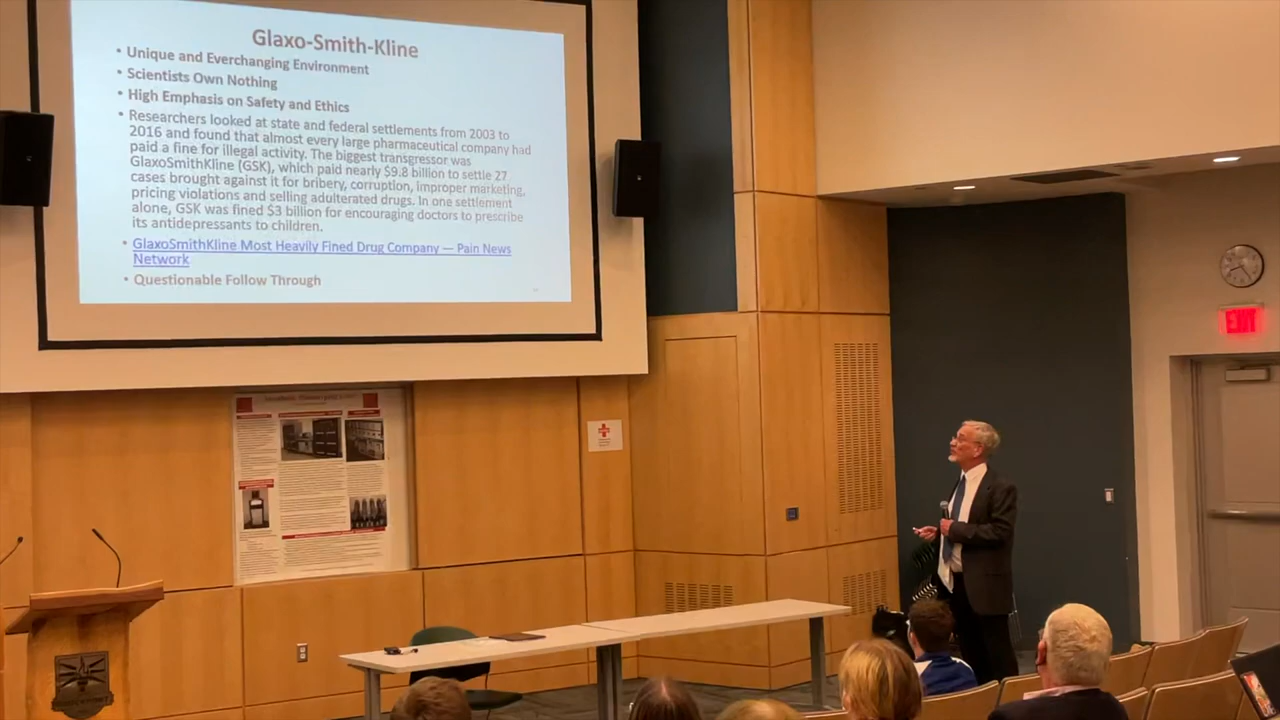 Glaxo-Smith-Kline
• Unique and Everchanging Environment
• Scientists Own Nothing
• High Emphasis on Safety and Ethics
• Researchers looked at state and federal settlements from 2003 to
2016 and found that almost every large pharmaceutical company had
paid a fine for illegal activity. The biggest transgressor was
GlaxoSmithKline (GSK), which paid nearly $9.8 billion to settle 27
cases brought against it for bribery, corruption, improper marketing,
pricing violations and selling adulterated drugs. In one settlement
alone, GSK was fined $3 billion for encouraging doctors to prescribe
its antidepressants to children.
• GlaxoSmithKline Most Heavily Fined Drug Company — Pain News
Network
• Questionable Follow Through
EXIT